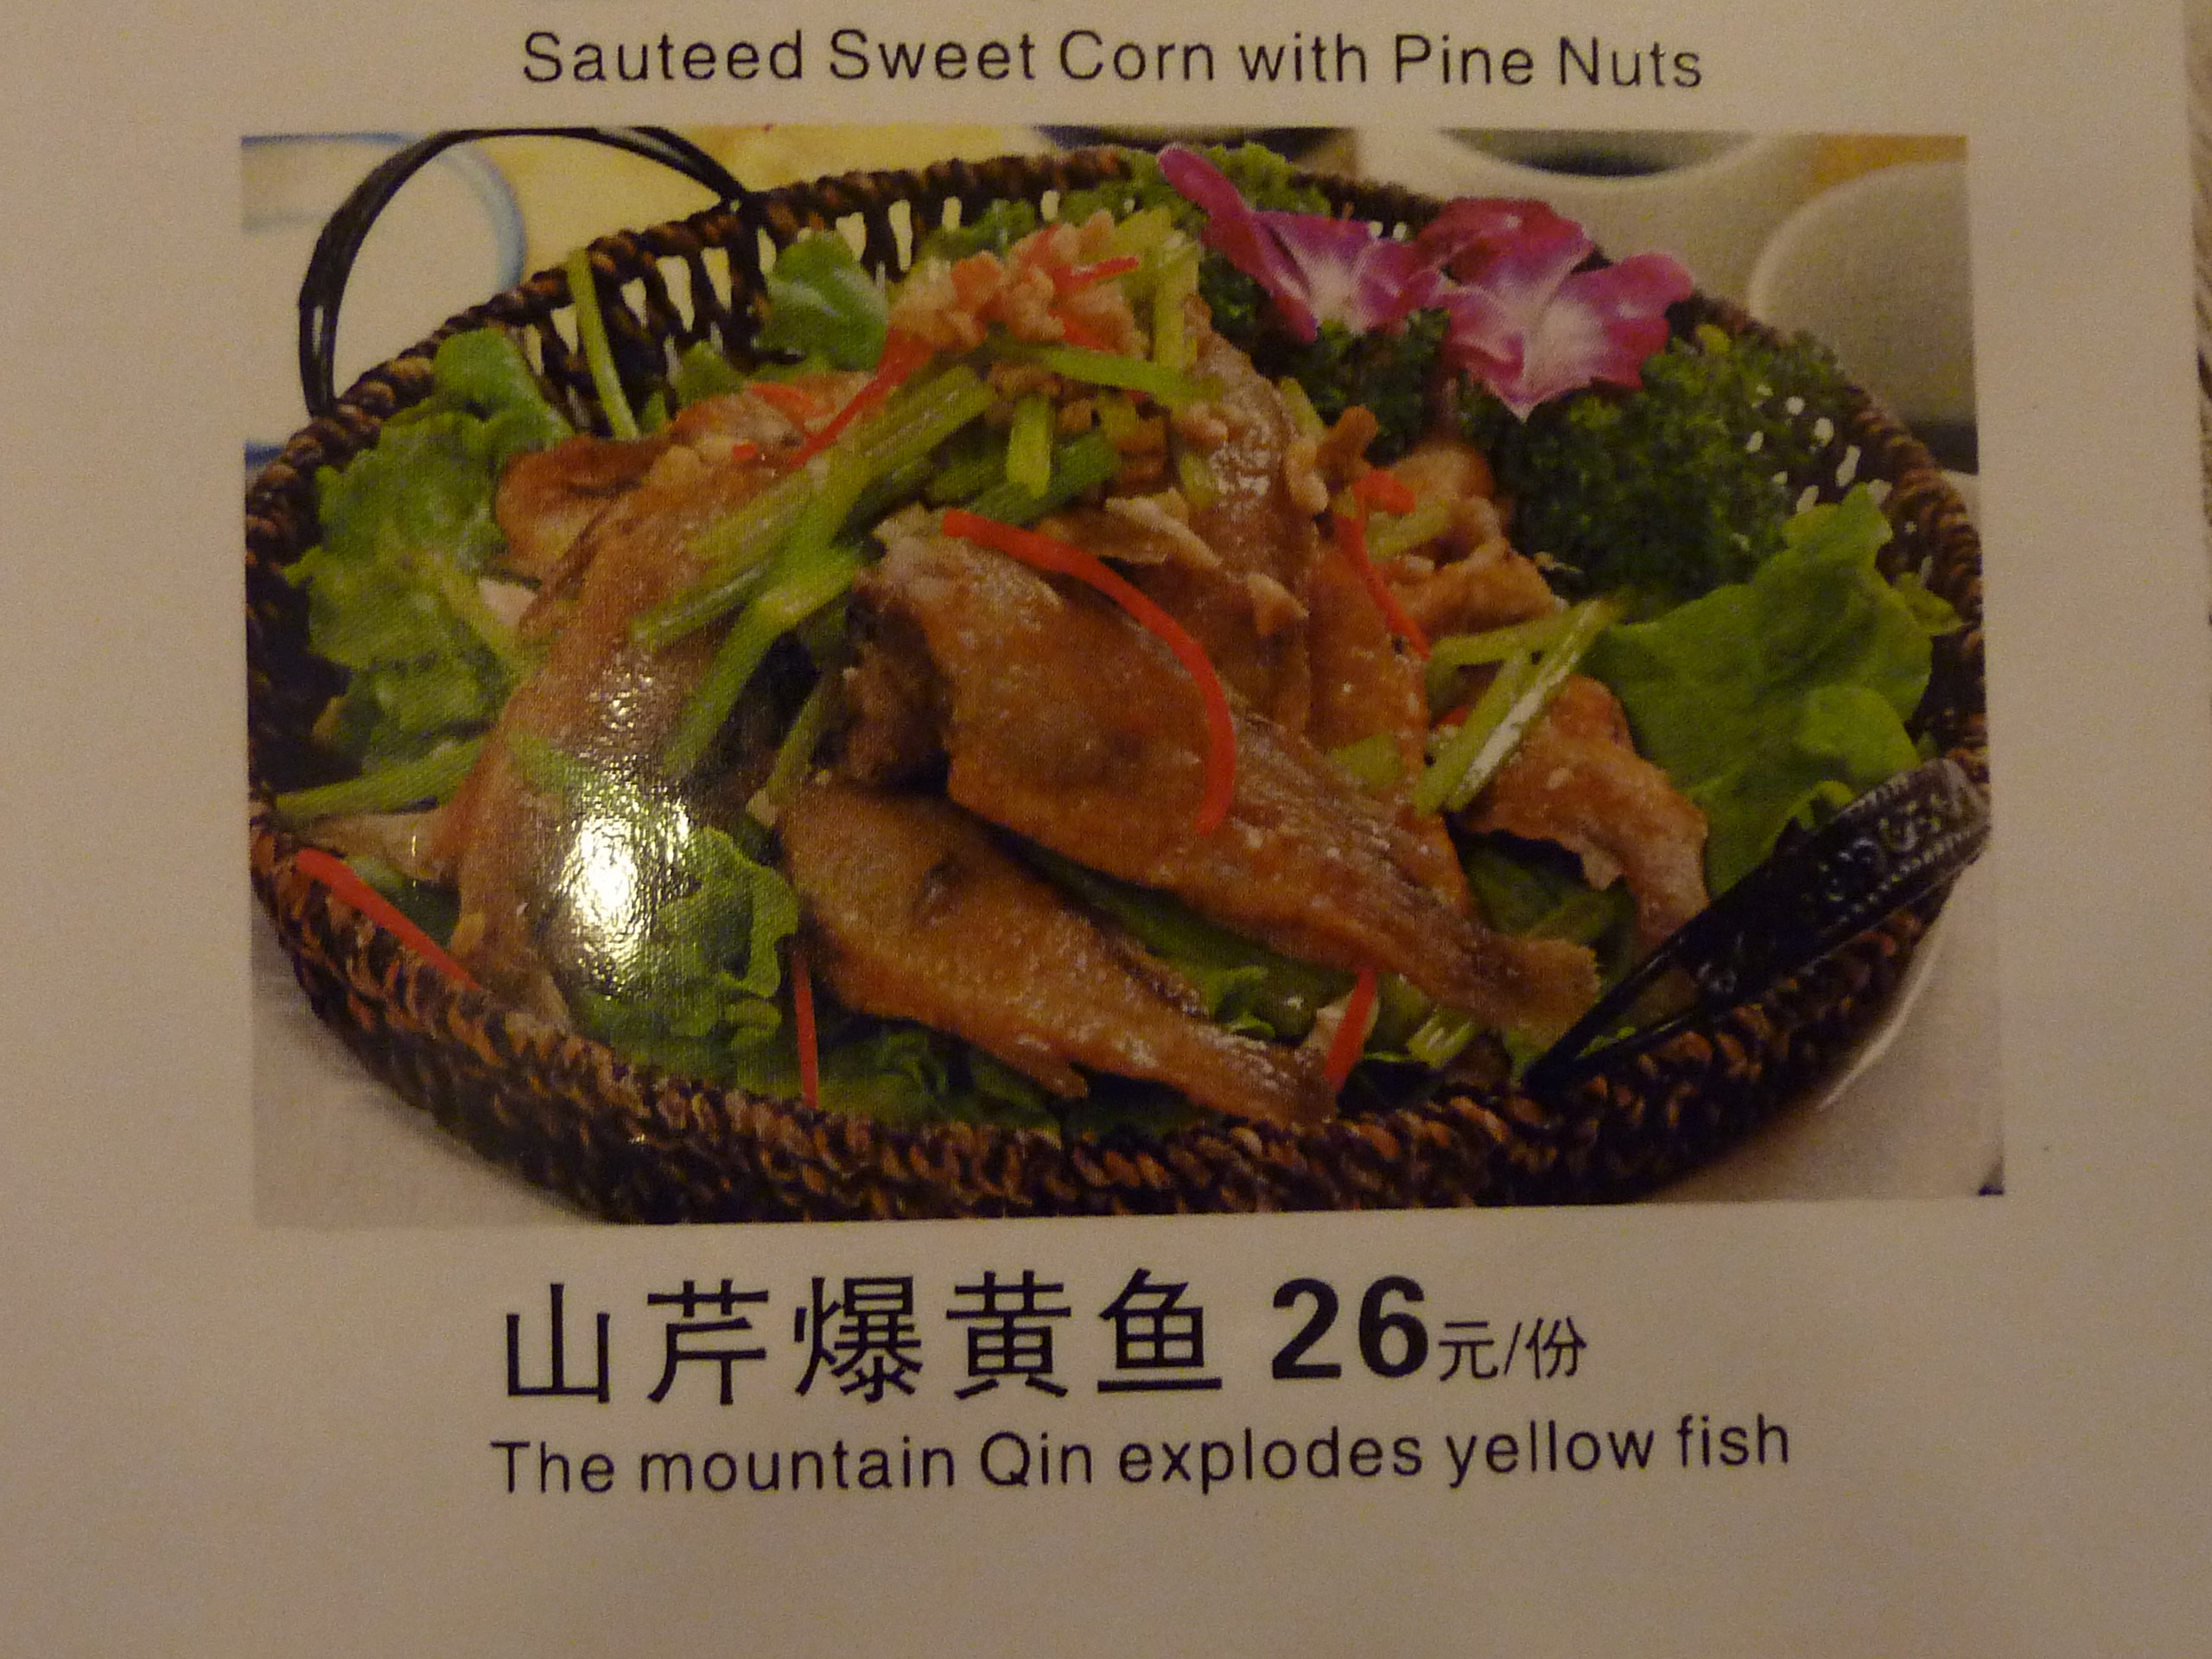 Sauteed Sweet Corn with Pine Nuts
山芹爆黄鱼 26元/份
The mountain Qin explodes yellow fish